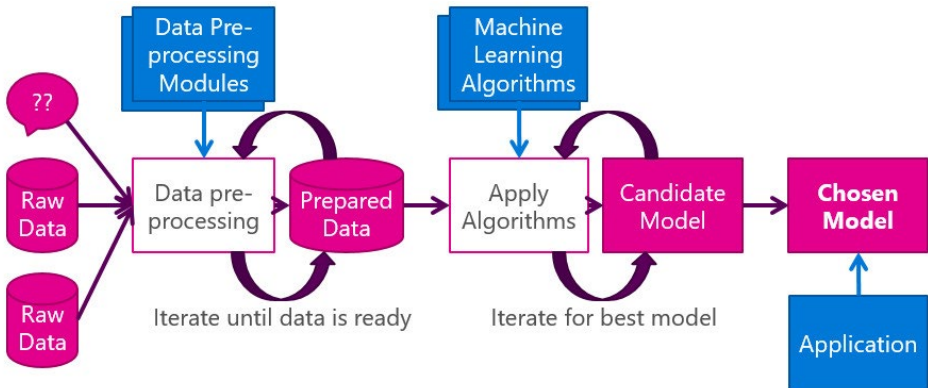 Data Pre-
processing
Modules
Machine
Learning
Algorithms
??
Raw
Data
Raw
Data
Data pre-
processing
Prepared
Data
Apply
Algorithms
Candidate
Model
Chosen
Model
Iterate until data is ready
Iterate for best model
Application